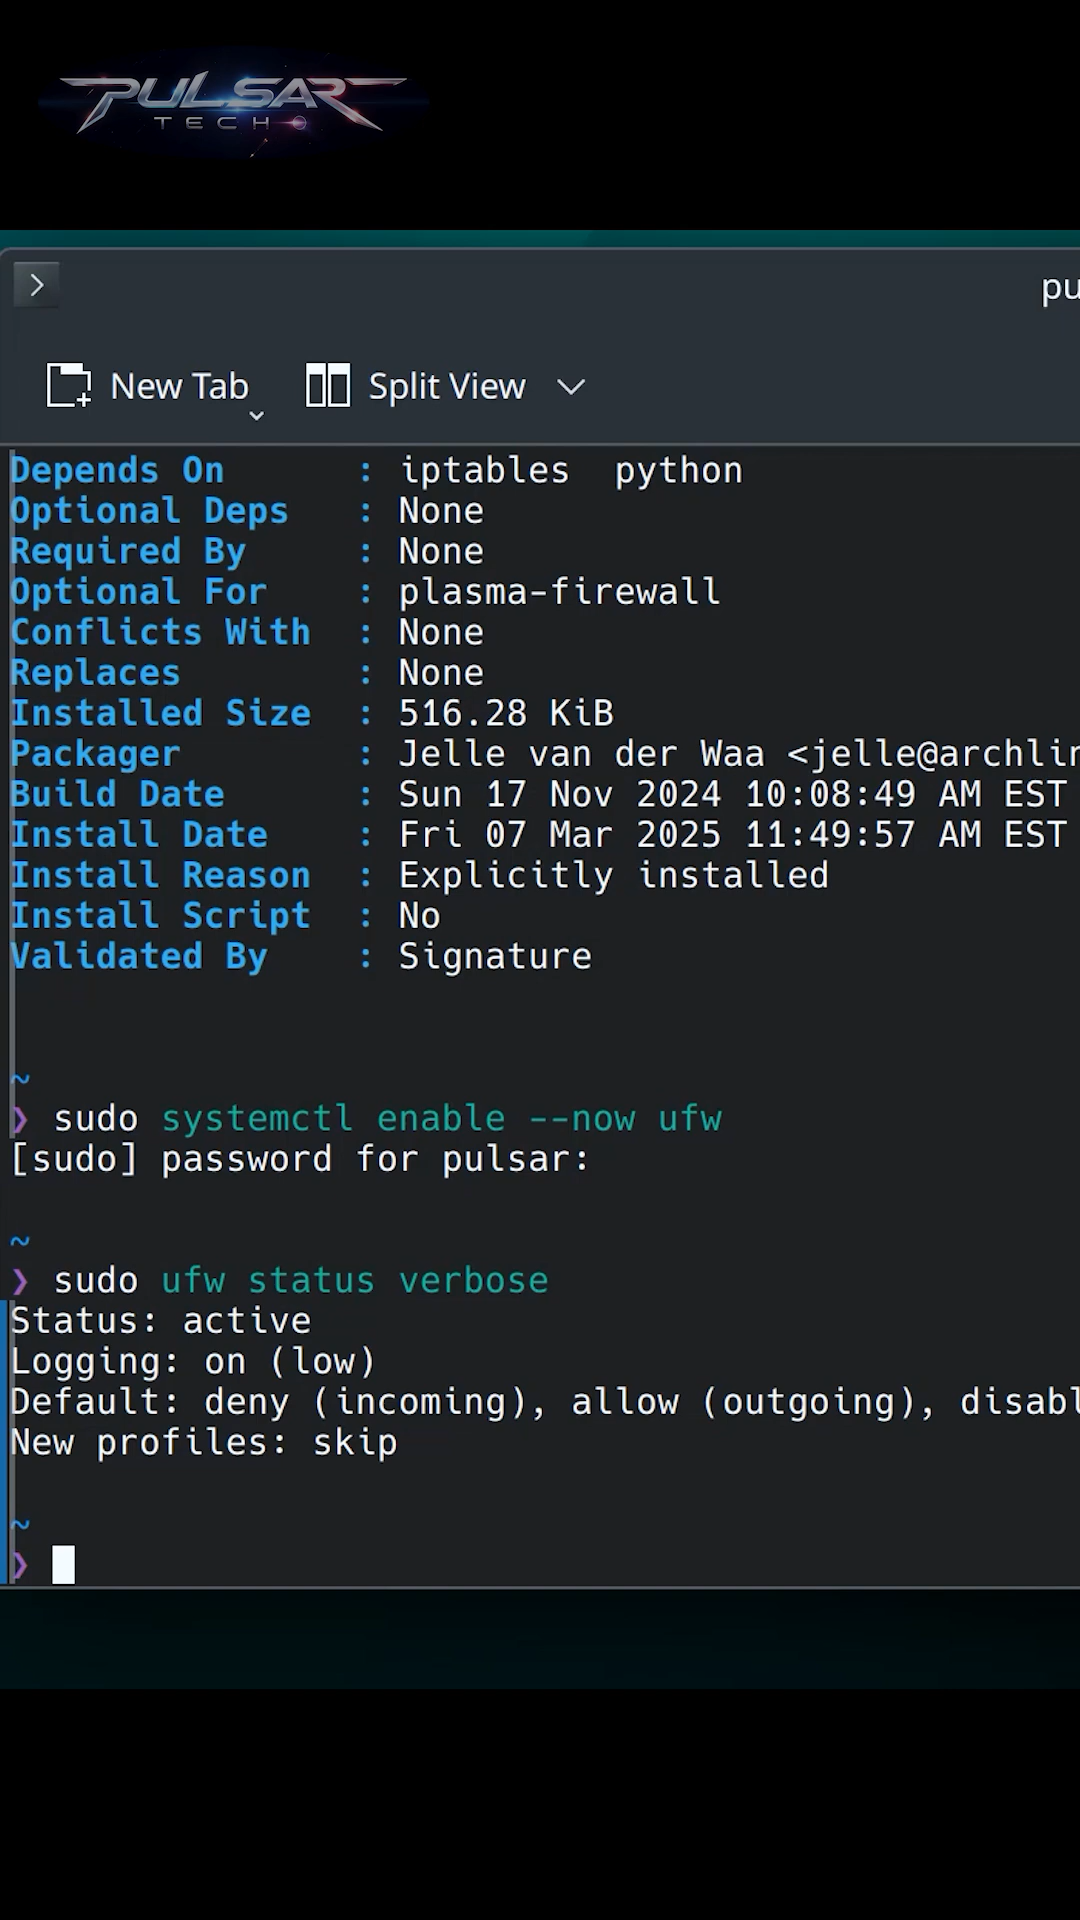 PULSAR
TECH
pu
New Tab
Split View
Depends On : iptables python
Optional Deps : None
Required By : None
Optional For : plasma-firewall
Conflicts With : None
Replaces : None
Installed Size : 516.28 KiB
Packager : Jelle van der Waa <jelle@archlin
Build Date : Sun 17 Nov 2024 10:08:49 AM EST
Install Date : Fri 07 Mar 2025 11:49:57 AM EST
Install Reason : Explicitly installed
Install Script : No
Validated By : Signature
~
❯ sudo systemctl enable --now ufw
[sudo] password for pulsar:
~
❯ sudo ufw status verbose
Status: active
Logging: on (low)
Default: deny (incoming), allow (outgoing), disabl
New profiles: skip
~
❯